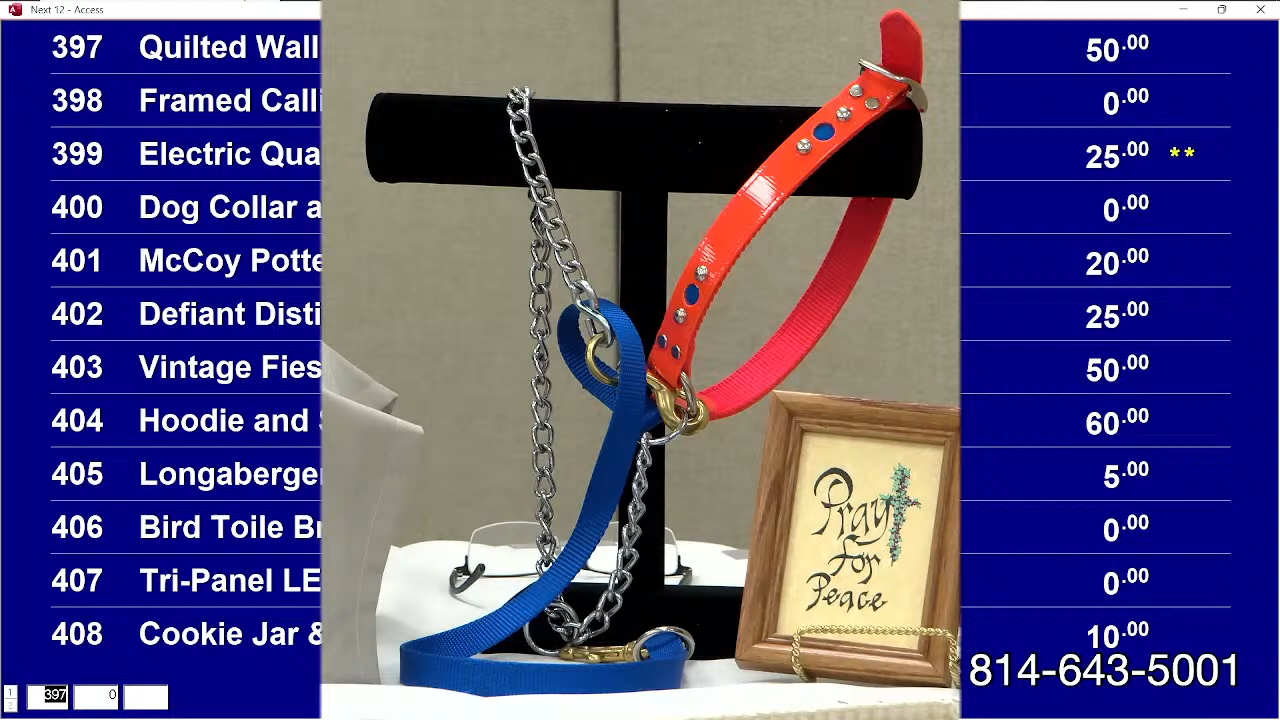 Next 12 - Access
397 Quilted Wall 50.00
398 Framed Calli 0.00
399 Electric Qua 25.00 **
400 Dog Collar a 0.00
401 McCoy Potte 20.00
402 Defiant Disti 25.00
403 Vintage Fies 50.00
404 Hoodie and 60.00
405 Longaberge 5.00
406 Bird Toile Br 0.00
407 Tri-Panel LE 0.00
408 Cookie Jar & 10.00
Pray
for
Peace
814-643-5001
1
2
397 0